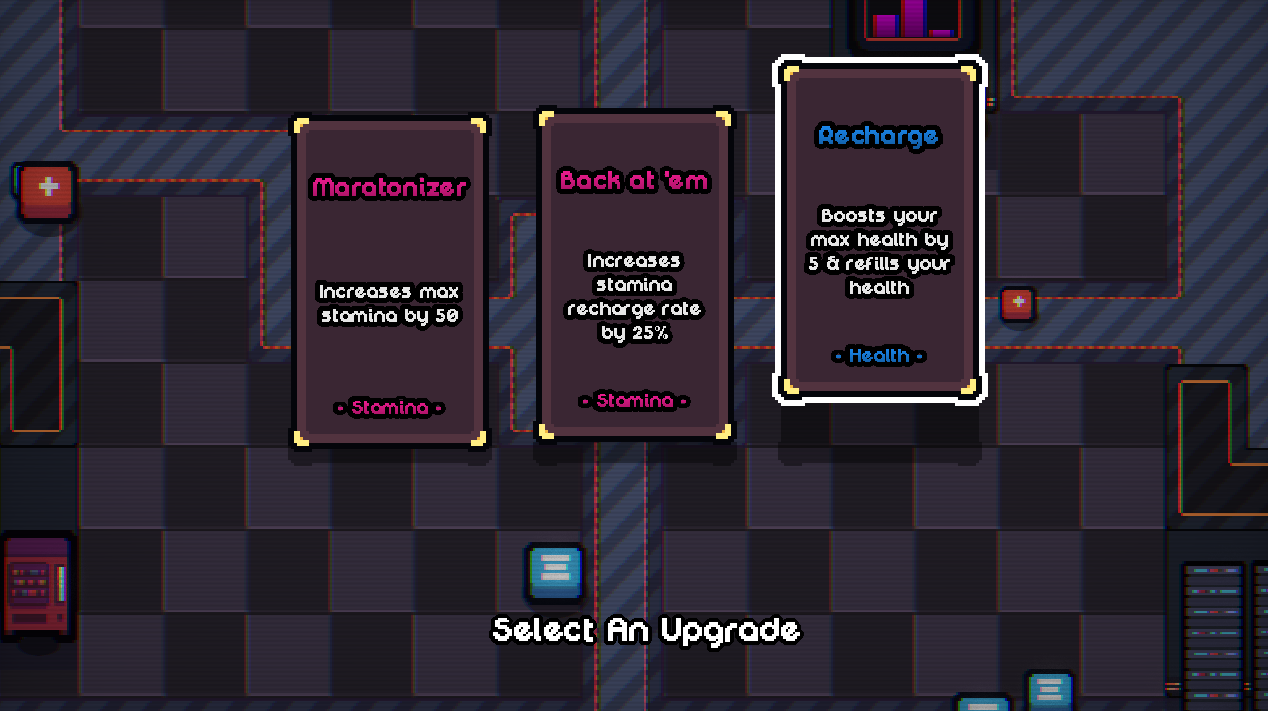 Maratonizer
Increases max
stamina by 50
• Stamina •
Back at 'em
Increases
stamina
recharge rate
by 25%
• Stamina •
Recharge
Boosts your
max health by
5 & refills your
health
• Health •
Select An Upgrade